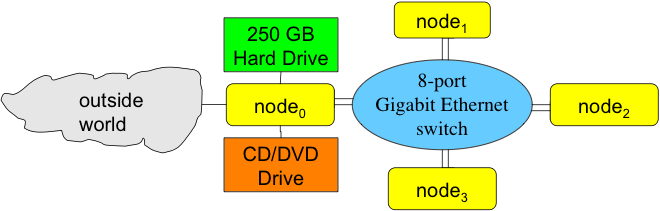 250 GB
Hard Drive
node1
8-port
Gigabit Ethernet
switch
outside
world
node0
node2
CD/DVD
Drive
node3